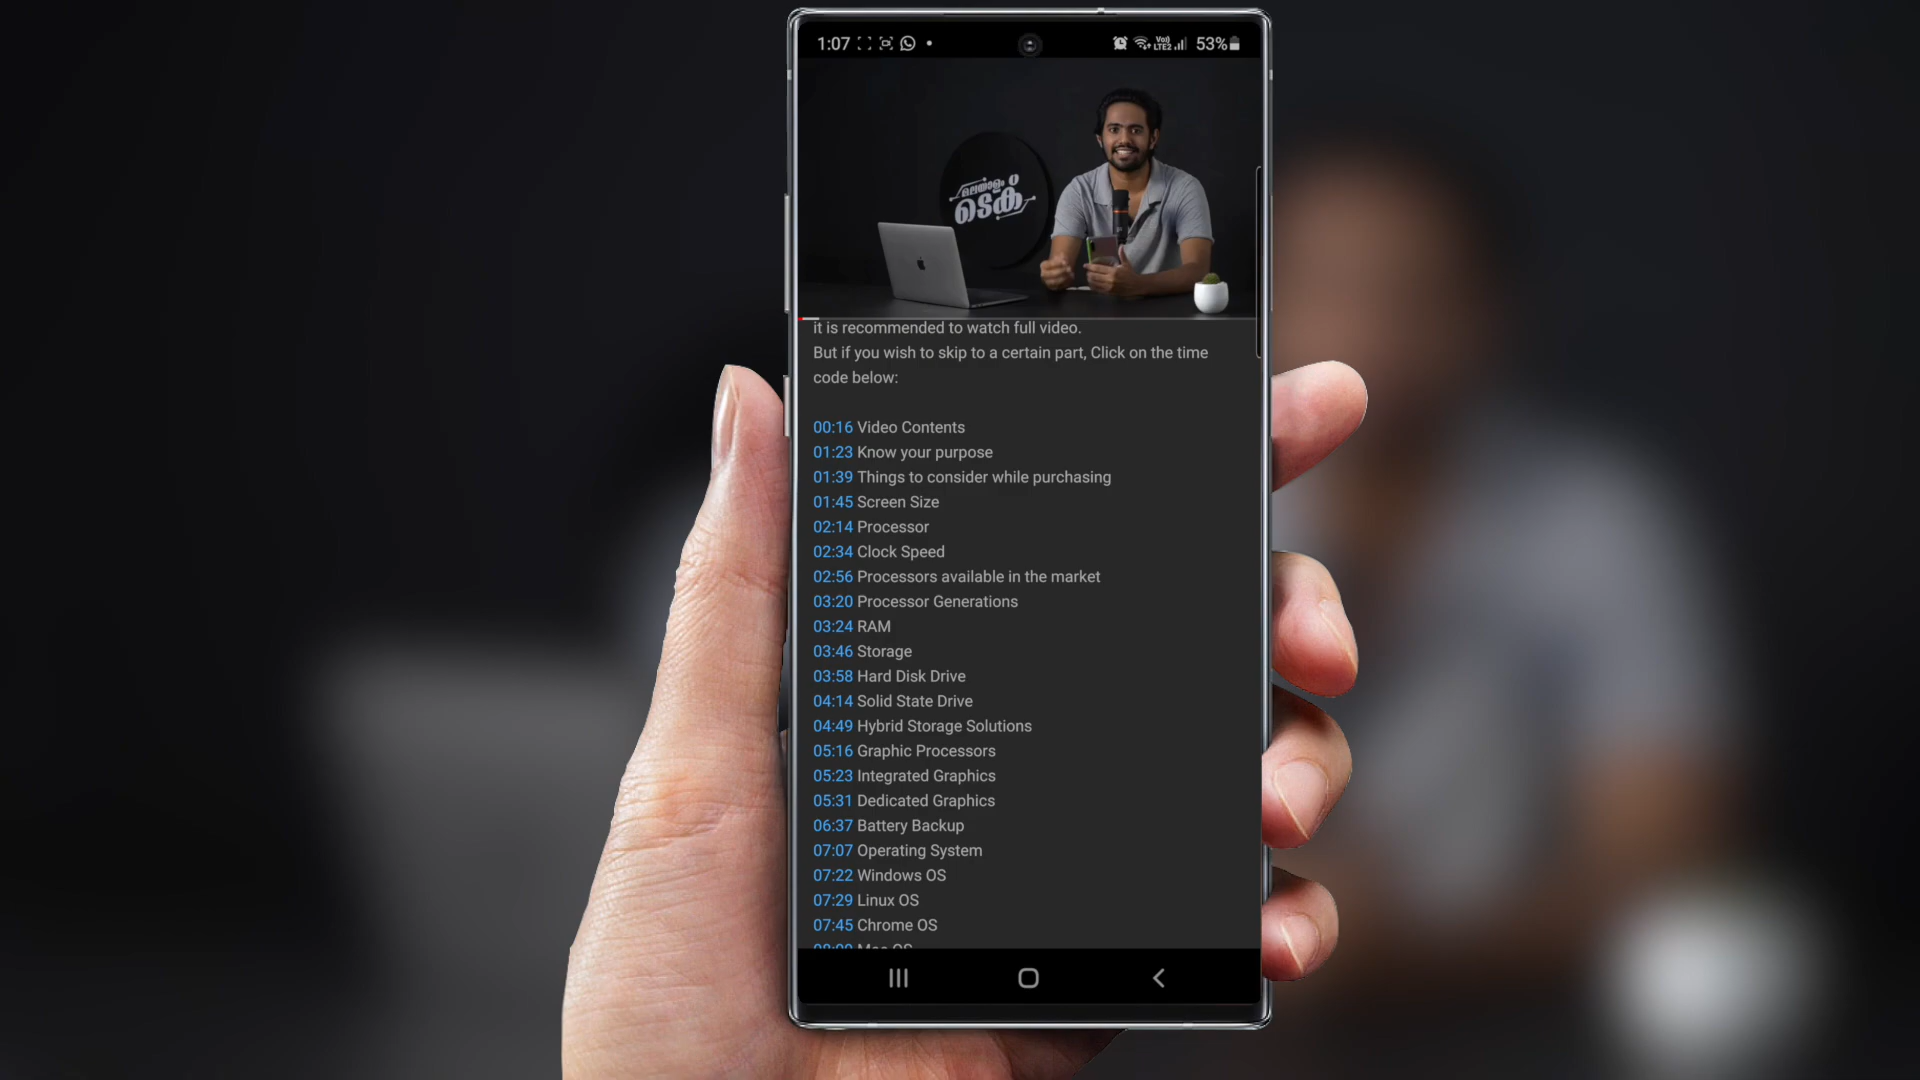 1:07
Vo)) LTE2 53%
മലയാളം
ടെക്
it is recommended to watch full video.
But if you wish to skip to a certain part, Click on the time
code below:
00:16 Video Contents
01:23 Know your purpose
01:39 Things to consider while purchasing
01:45 Screen Size
02:14 Processor
02:34 Clock Speed
02:56 Processors available in the market
03:20 Processor Generations
03:24 RAM
03:46 Storage
03:58 Hard Disk Drive
04:14 Solid State Drive
04:49 Hybrid Storage Solutions
05:16 Graphic Processors
05:23 Integrated Graphics
05:31 Dedicated Graphics
06:37 Battery Backup
07:07 Operating System
07:22 Windows OS
07:29 Linux OS
07:45 Chrome OS
Mac OS